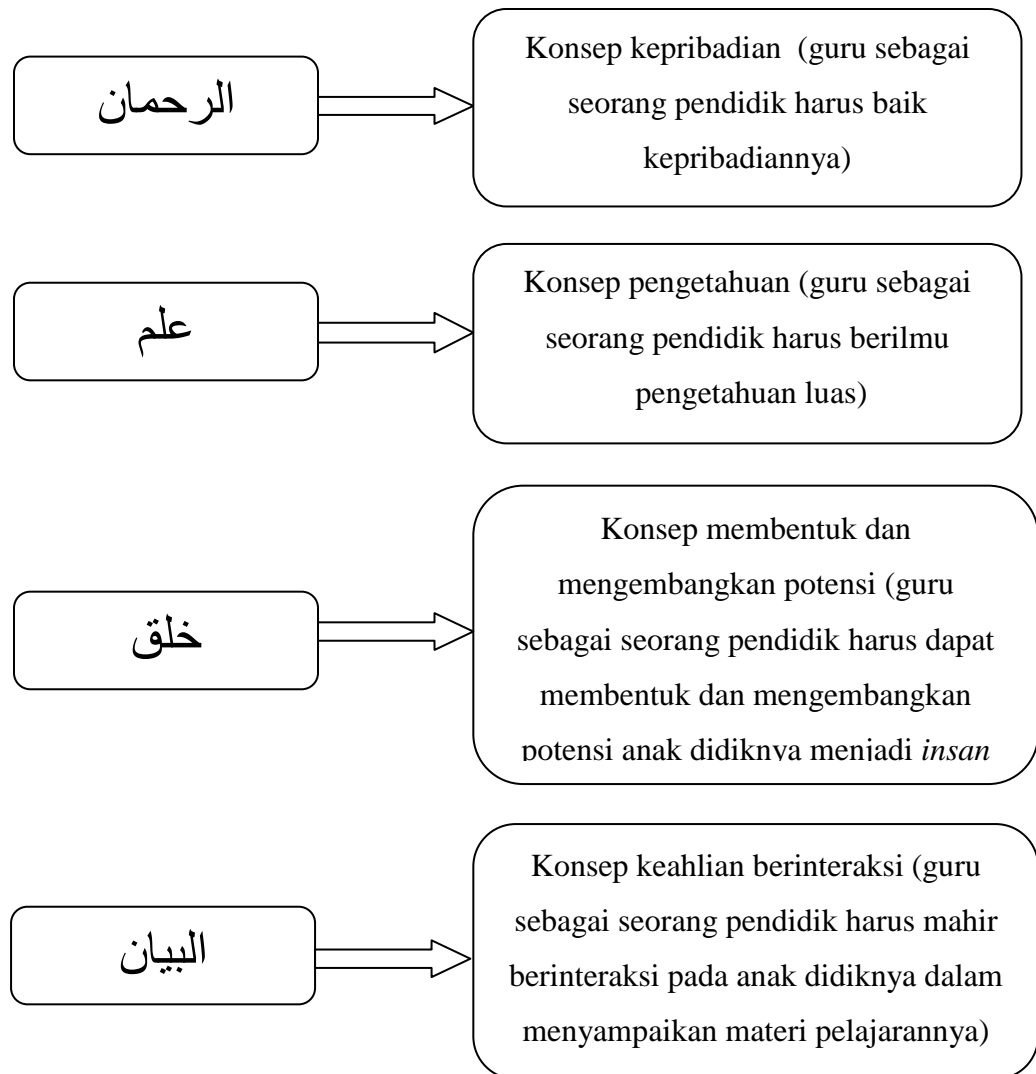 الرحمان
Konsep kepribadian (guru sebagai
seorang pendidik harus baik
kepribadiannya)
علم
Konsep pengetahuan (guru sebagai
seorang pendidik harus berilmu
pengetahuan luas)
خلق
Konsep membentuk dan
mengembangkan potensi (guru
sebagai seorang pendidik harus dapat
membentuk dan mengembangkan
potensi anak didiknya menjadi insan
البيان
Konsep keahlian berinteraksi (guru
sebagai seorang pendidik harus mahir
berinteraksi pada anak didiknya dalam
menyampaikan materi pelajarannya)